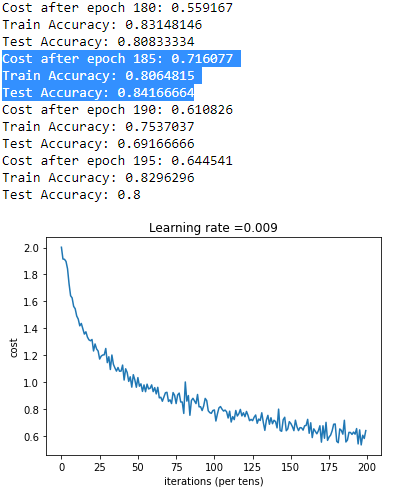 Cost after epoch 180: 0.559167
Train Accuracy: 0.83148146
Test Accuracy: 0.80833334
Cost after epoch 185: 0.716077
Train Accuracy: 0.8064815
Test Accuracy: 0.84166664
Cost after epoch 190: 0.610826
Train Accuracy: 0.7537037
Test Accuracy: 0.69166666
Cost after epoch 195: 0.644541
Train Accuracy: 0.8296296
Test Accuracy: 0.8
Learning rate =0.009
2.0
1.8
1.6
1.4
1.2
1.0
0.8
0.6
cost
0 25 50 75 100 125 150 175 200
iterations (per tens)